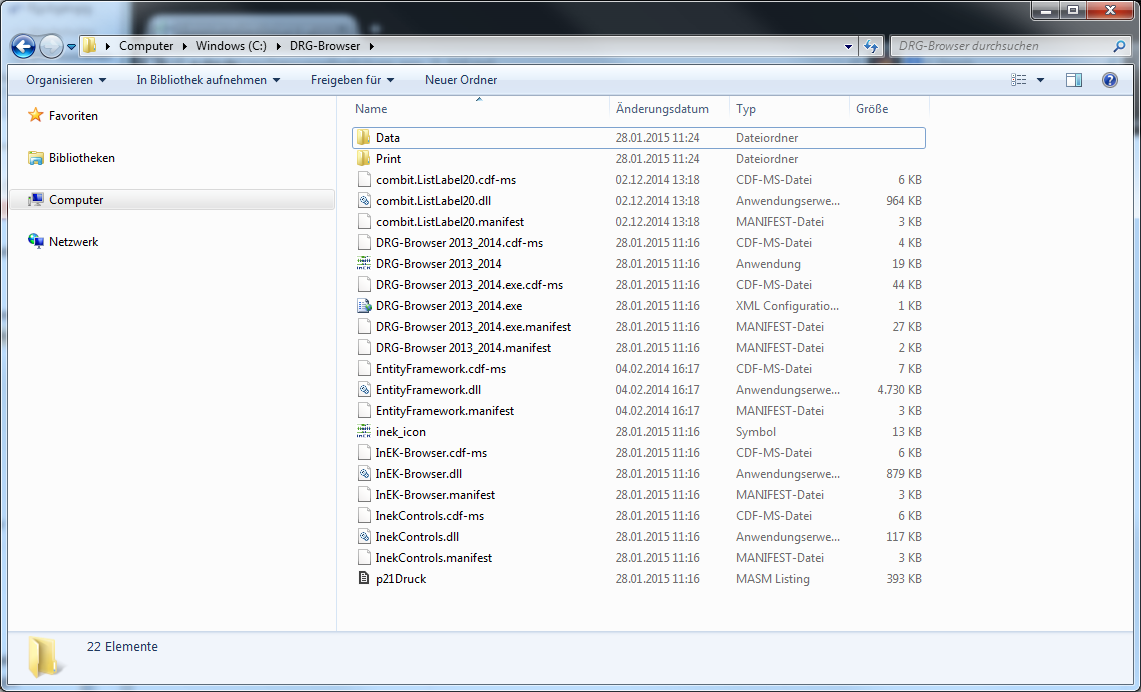 Computer Windows (C:) DRG-Browser DRG-Browser durchsuchen
Organisieren In Bibliothek aufnehmen Freigeben für Neuer Ordner
Favoriten
Bibliotheken
Computer
Netzwerk
Name Änderungsdatum Typ Größe
Data 28.01.2015 11:24 Dateiordner
Print 28.01.2015 11:24 Dateiordner
combit.ListLabel20.cdf-ms 02.12.2014 13:18 CDF-MS-Datei 6 KB
combit.ListLabel20.dll 02.12.2014 13:18 Anwendungserwe... 964 KB
combit.ListLabel20.manifest 02.12.2014 13:18 MANIFEST-Datei 3 KB
DRG-Browser 2013_2014.cdf-ms 28.01.2015 11:16 CDF-MS-Datei 4 KB
DRG-Browser 2013_2014 28.01.2015 11:16 Anwendung 19 KB
DRG-Browser 2013_2014.exe.cdf-ms 28.01.2015 11:16 CDF-MS-Datei 44 KB
DRG-Browser 2013_2014.exe 28.01.2015 11:16 XML Configuratio... 1 KB
DRG-Browser 2013_2014.exe.manifest 28.01.2015 11:16 MANIFEST-Datei 27 KB
DRG-Browser 2013_2014.manifest 28.01.2015 11:16 MANIFEST-Datei 2 KB
EntityFramework.cdf-ms 04.02.2014 16:17 CDF-MS-Datei 7 KB
EntityFramework.dll 04.02.2014 16:17 Anwendungserwe... 4.730 KB
EntityFramework.manifest 04.02.2014 16:17 MANIFEST-Datei 3 KB
inek_icon 28.01.2015 11:16 Symbol 13 KB
InEK-Browser.cdf-ms 28.01.2015 11:16 CDF-MS-Datei 6 KB
InEK-Browser.dll 28.01.2015 11:16 Anwendungserwe... 879 KB
InEK-Browser.manifest 28.01.2015 11:16 MANIFEST-Datei 3 KB
InekControls.cdf-ms 28.01.2015 11:16 CDF-MS-Datei 6 KB
InekControls.dll 28.01.2015 11:16 Anwendungserwe... 117 KB
InekControls.manifest 28.01.2015 11:16 MANIFEST-Datei 3 KB
p21Druck 28.01.2015 11:16 MASM Listing 393 KB
22 Elemente